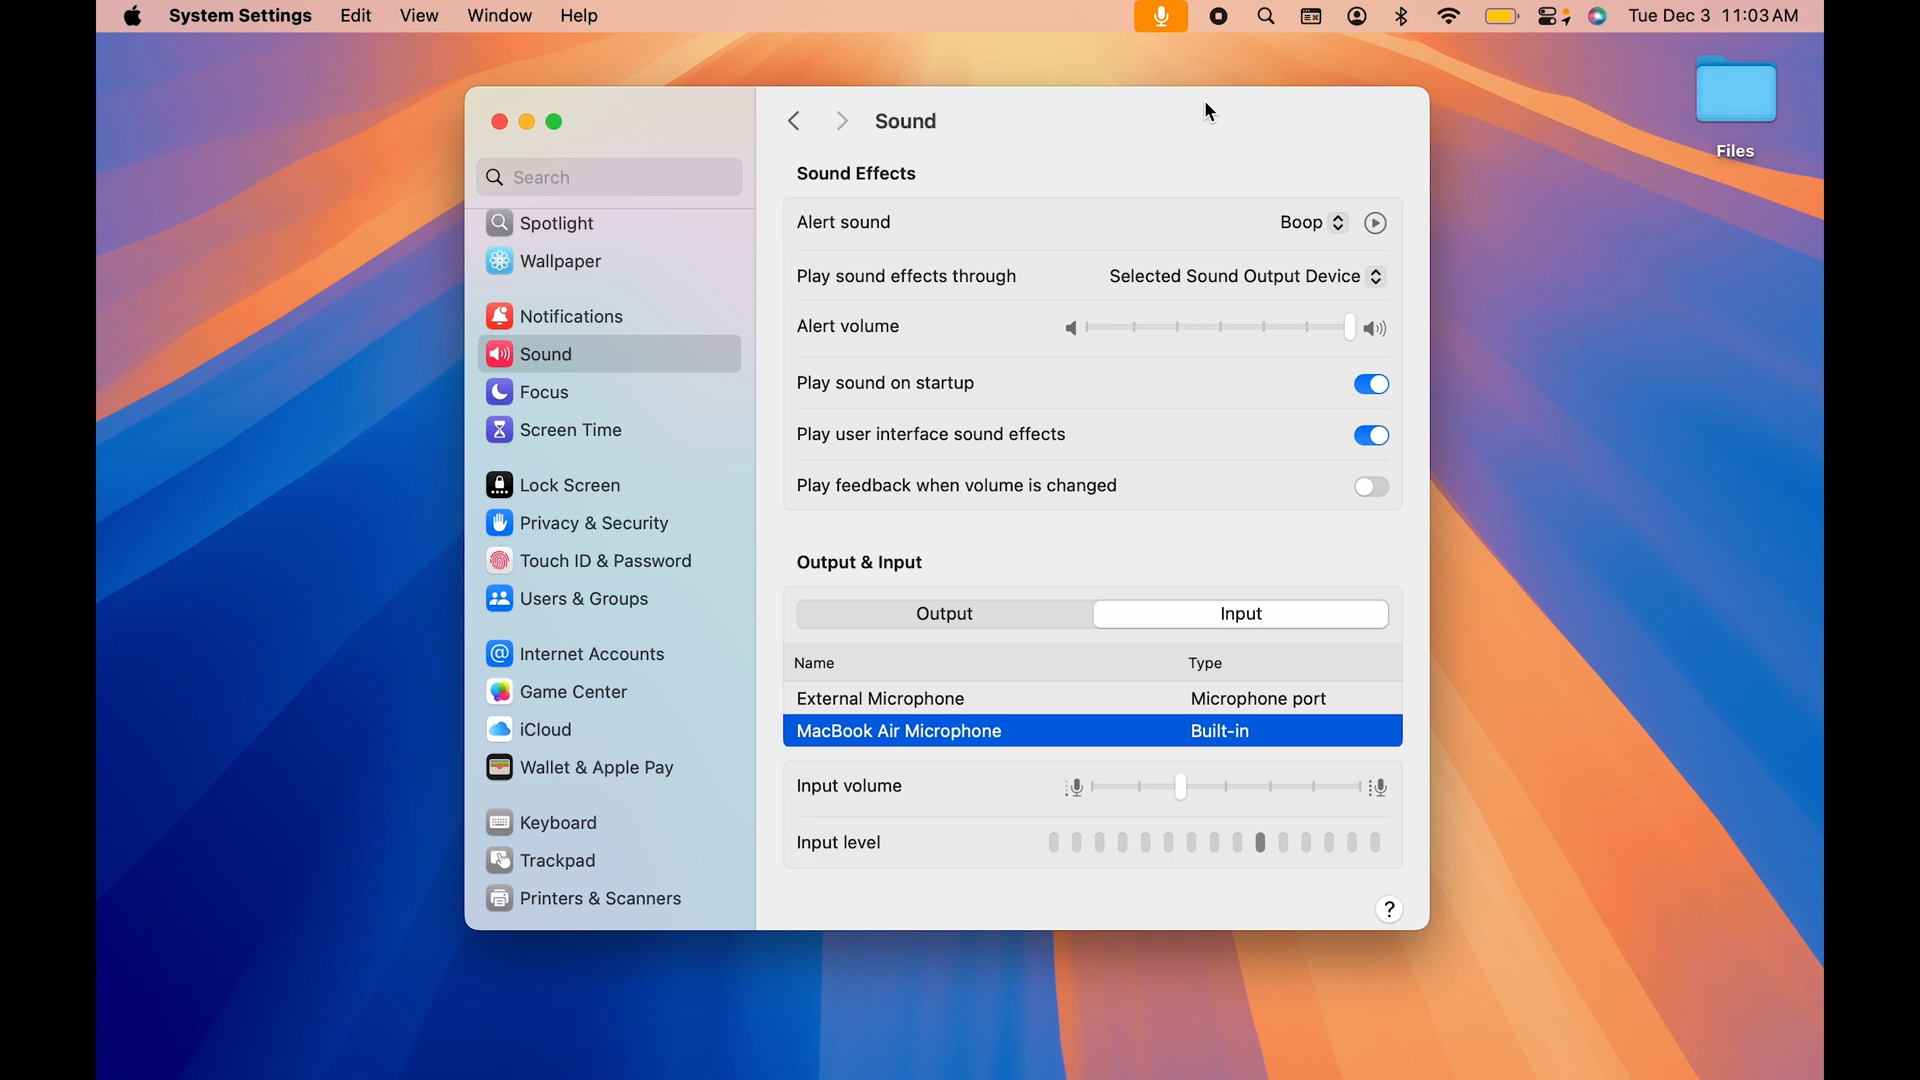 System Settings Edit View Window Help Tue Dec 3 11:03 AM
Files
Search
Spotlight
Wallpaper
Notifications
Sound
Focus
Screen Time
Lock Screen
Privacy & Security
Touch ID & Password
Users & Groups
Internet Accounts
Game Center
iCloud
Wallet & Apple Pay
Keyboard
Trackpad
Printers & Scanners
Sound
Sound Effects
Alert sound Boop
Play sound effects through Selected Sound Output Device
Alert volume
Play sound on startup
Play user interface sound effects
Play feedback when volume is changed
Output & Input
Output Input
Name Type
External Microphone Microphone port
MacBook Air Microphone Built-in
Input volume
Input level
?